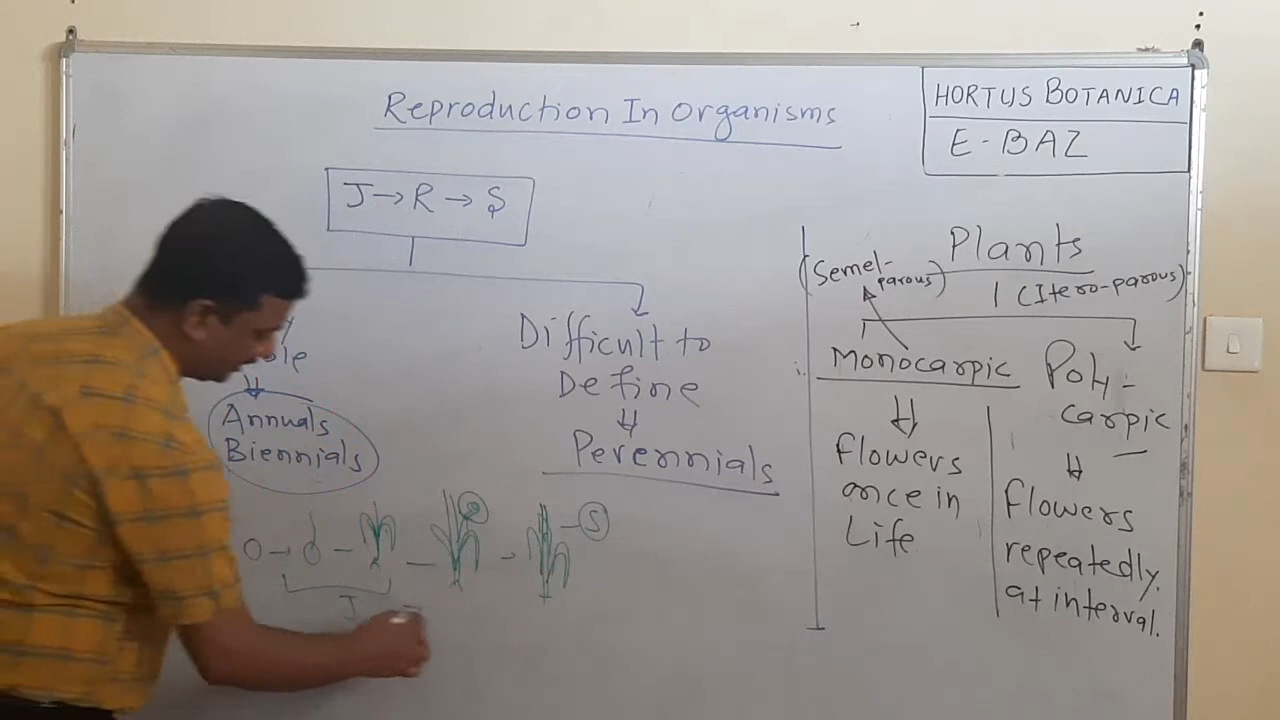 Reproduction In Organisms
HORTUS BOTANICA
E-BAZ
J→R→S
Difficult to
Define
⇓
Perennials
Annuals
Biennials
O→
J
S
Plants
(Semel-
parous)
(Itero-parous)
Monocarpic
⇓
flowers
once in
Life
Poly-
carpic
⇓
flowers
repeatedly.
at interval.